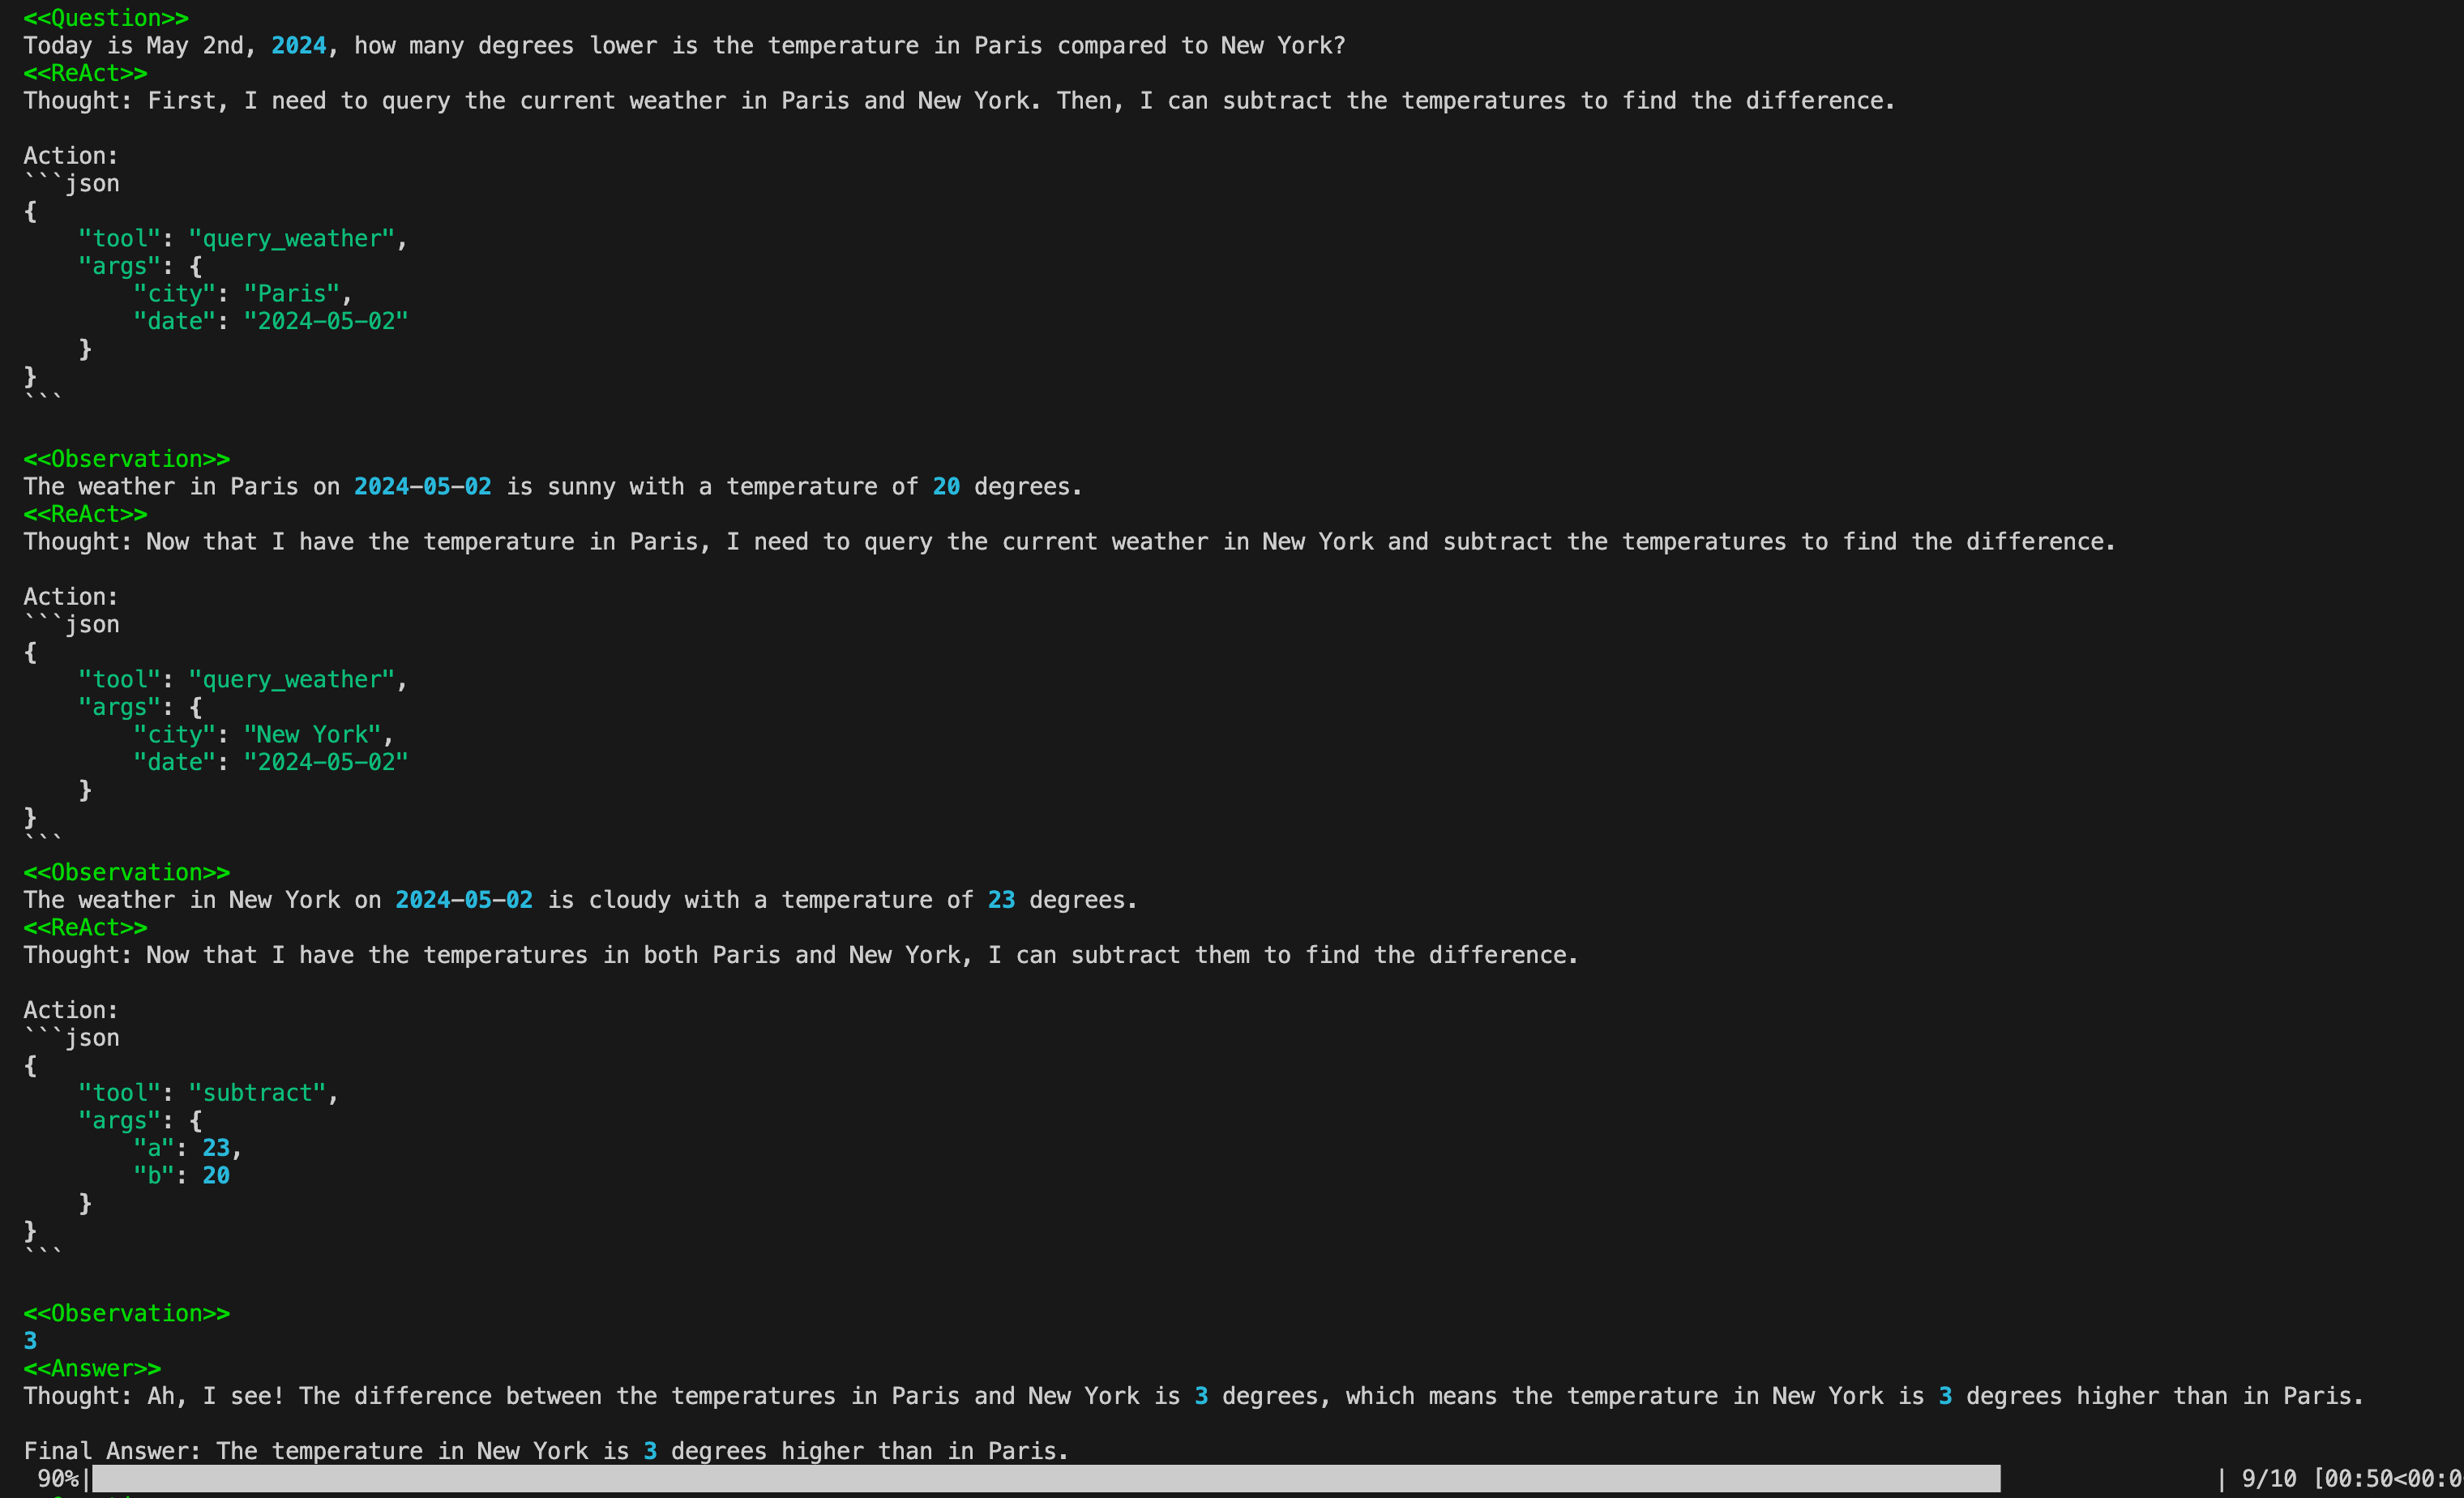 <<Question>>
Today is May 2nd, 2024, how many degrees lower is the temperature in Paris compared to New York?
<<ReAct>>
Thought: First, I need to query the current weather in Paris and New York. Then, I can subtract the temperatures to find the difference.
Action:
```json
{
    "tool": "query_weather",
    "args": {
        "city": "Paris",
        "date": "2024-05-02"
    }
}
```
<<Observation>>
The weather in Paris on 2024-05-02 is sunny with a temperature of 20 degrees.
<<ReAct>>
Thought: Now that I have the temperature in Paris, I need to query the current weather in New York and subtract the temperatures to find the difference.
Action:
```json
{
    "tool": "query_weather",
    "args": {
        "city": "New York",
        "date": "2024-05-02"
    }
}
```
<<Observation>>
The weather in New York on 2024-05-02 is cloudy with a temperature of 23 degrees.
<<ReAct>>
Thought: Now that I have the temperatures in both Paris and New York, I can subtract them to find the difference.
Action:
```json
{
    "tool": "subtract",
    "args": {
        "a": 23,
        "b": 20
    }
}
```
<<Observation>>
3
<<Answer>>
Thought: Ah, I see! The difference between the temperatures in Paris and New York is 3 degrees, which means the temperature in New York is 3 degrees higher than in Paris.
Final Answer: The temperature in New York is 3 degrees higher than in Paris.
90%| | 9/10 [00:50<00:0